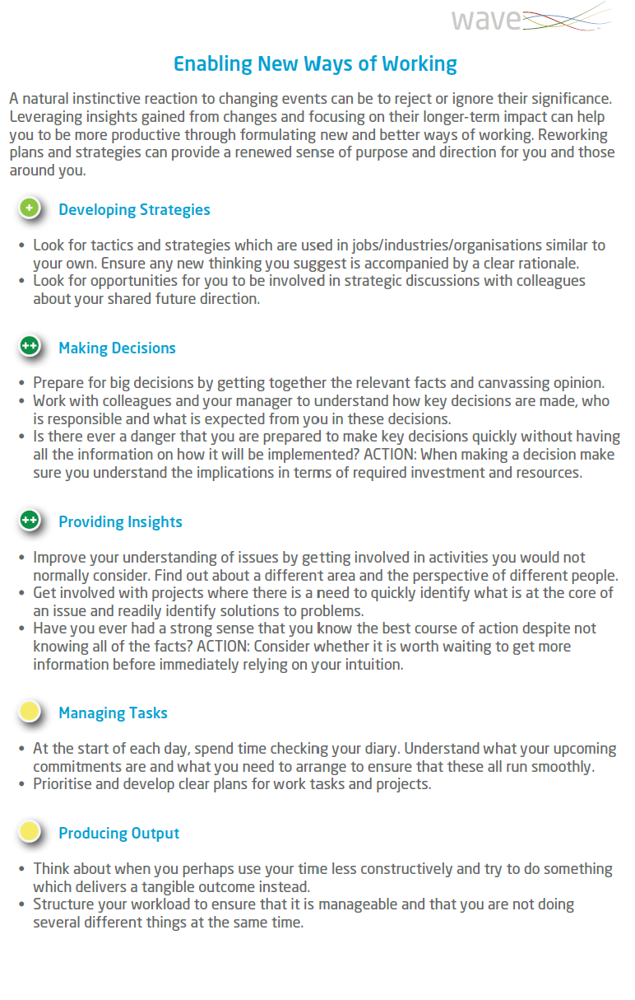 wave
Enabling New Ways of Working
A natural instinctive reaction to changing events can be to reject or ignore their significance.
Leveraging insights gained from changes and focusing on their longer-term impact can help
you to be more productive through formulating new and better ways of working. Reworking
plans and strategies can provide a renewed sense of purpose and direction for you and those
around you.
+ Developing Strategies
• Look for tactics and strategies which are used in jobs/industries/organisations similar to
your own. Ensure any new thinking you suggest is accompanied by a clear rationale.
• Look for opportunities for you to be involved in strategic discussions with colleagues
about your shared future direction.
++ Making Decisions
• Prepare for big decisions by getting together the relevant facts and canvassing opinion.
• Work with colleagues and your manager to understand how key decisions are made, who
is responsible and what is expected from you in these decisions.
• Is there ever a danger that you are prepared to make key decisions quickly without having
all the information on how it will be implemented? ACTION: When making a decision make
sure you understand the implications in terms of required investment and resources.
++ Providing Insights
• Improve your understanding of issues by getting involved in activities you would not
normally consider. Find out about a different area and the perspective of different people.
• Get involved with projects where there is a need to quickly identify what is at the core of
an issue and readily identify solutions to problems.
• Have you ever had a strong sense that you know the best course of action despite not
knowing all of the facts? ACTION: Consider whether it is worth waiting to get more
information before immediately relying on your intuition.
Managing Tasks
• At the start of each day, spend time checking your diary. Understand what your upcoming
commitments are and what you need to arrange to ensure that these all run smoothly.
• Prioritise and develop clear plans for work tasks and projects.
Producing Output
• Think about when you perhaps use your time less constructively and try to do something
which delivers a tangible outcome instead.
• Structure your workload to ensure that it is manageable and that you are not doing
several different things at the same time.